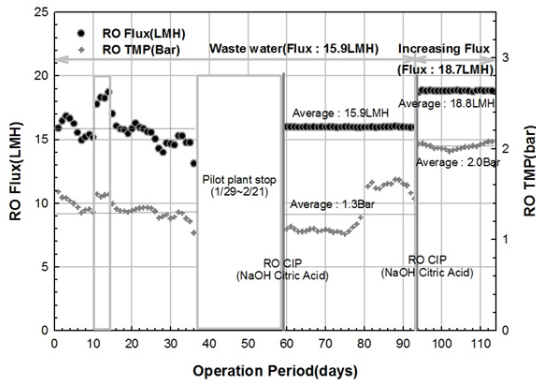 RO Flux(LMH)
RO TMP(Bar)
Waste water(Flux : 15.9LMH)
Increasing Flux
(Flux : 18.7LMH)
Average : 18.8LMH
Average : 15.9LMH
Average : 2.0Bar
Pilot plant stop
(1/29~2/21)
Average : 1.3Bar
RO CIP
(NaOH Citric Acid)
RO CIP
(NaOH Citric Acid)
RO Flux(LMH)
25
20
15
10
5
0
RO TMP(bar)
3
2
1
0
0 10 20 30 40 50 60 70 80 90 100 110
Operation Period(days)